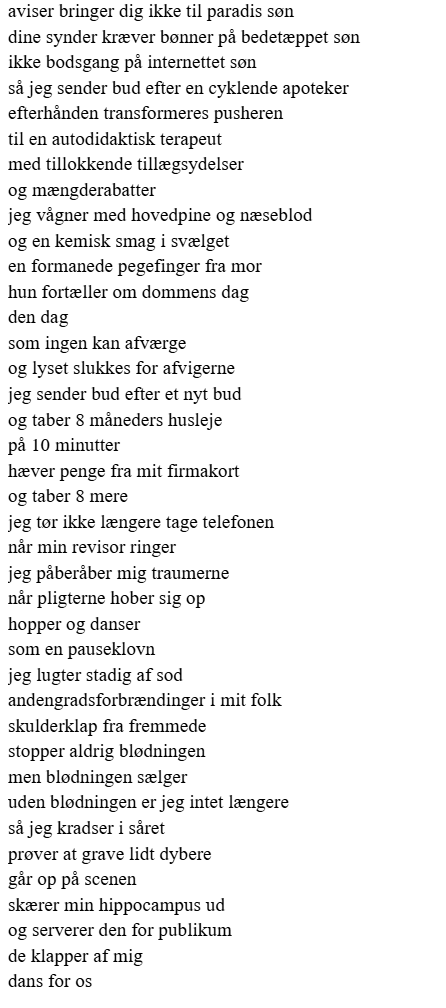 aviser bringer dig ikke til paradis søn
dine synder kræver bønner på bedetæppet søn
ikke bodsgang på internettet søn
så jeg sender bud efter en cyklende apoteker
efterhånden transformeres pusheren
til en autodidaktisk terapeut
med tillokkende tillægsydelser
og mængderabatter
jeg vågner med hovedpine og næseblod
og en kemisk smag i svælget
en formanede pegefinger fra mor
hun fortæller om dommens dag
den dag
som ingen kan afværge
og lyset slukkes for afvigerne
jeg sender bud efter et nyt bud
og taber 8 måneders husleje
på 10 minutter
hæver penge fra mit firmakort
og taber 8 mere
jeg tør ikke længere tage telefonen
når min revisor ringer
jeg påberåber mig traumerne
når pligterne hober sig op
hopper og danser
som en pauseklovn
jeg lugter stadig af sod
andengradsforbrændinger i mit folk
skulderklap fra fremmede
stopper aldrig blødningen
men blødningen sælger
uden blødningen er jeg intet længere
så jeg kradser i såret
prøver at grave lidt dybere
går op på scenen
skærer min hippocampus ud
og serverer den for publikum
de klapper af mig
dans for os